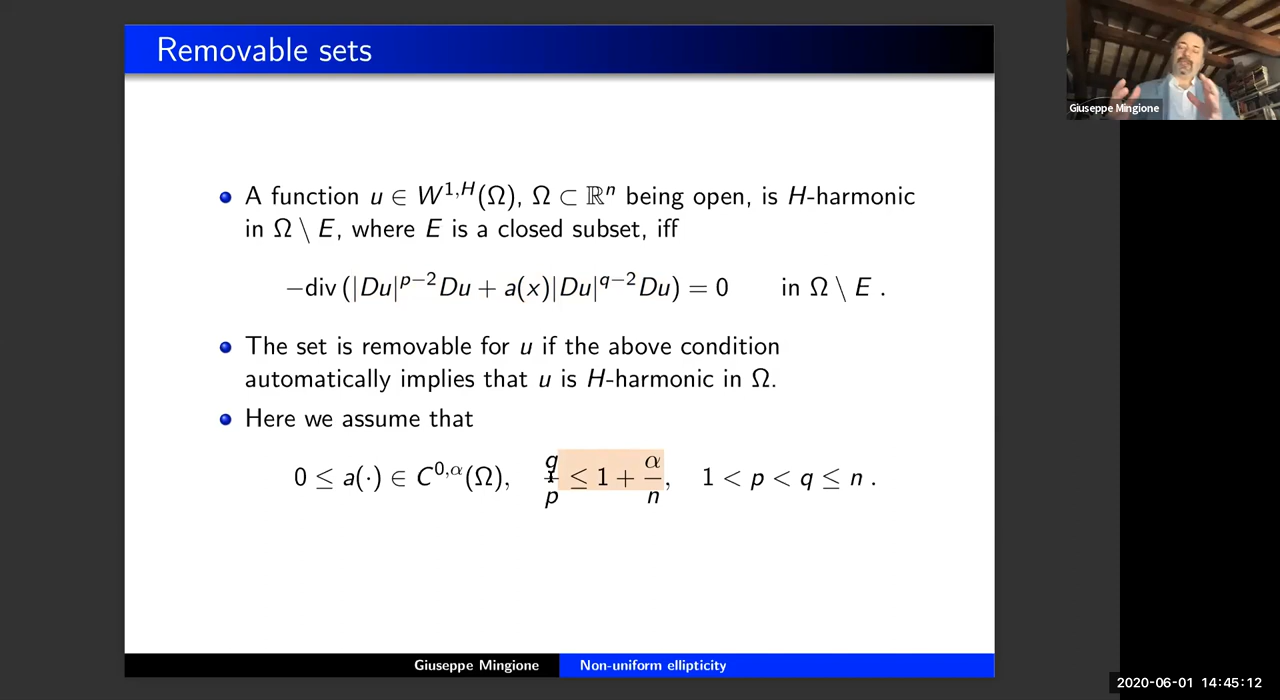 Removable sets
Giuseppe Mingione
A function u ∈ W^{1,H}(Ω), Ω ⊂ ℝⁿ being open, is H-harmonic
in Ω \ E, where E is a closed subset, iff
−div (|Du|^{p−2}Du + a(x)|Du|^{q−2}Du) = 0 in Ω \ E .
The set is removable for u if the above condition
automatically implies that u is H-harmonic in Ω.
Here we assume that
0 ≤ a(·) ∈ C^{0,α}(Ω), q/p ≤ 1 + α/n, 1 < p < q ≤ n .
Giuseppe Mingione Non-uniform ellipticity
2020-06-01 14:45:12